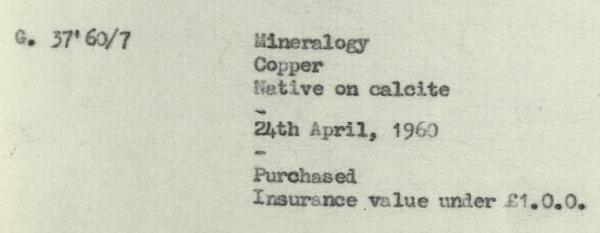 G. 37'60/7 Mineralogy
Copper
Native on calcite
-
24th April, 1960
-
Purchased
Insurance value under £1.0.0.